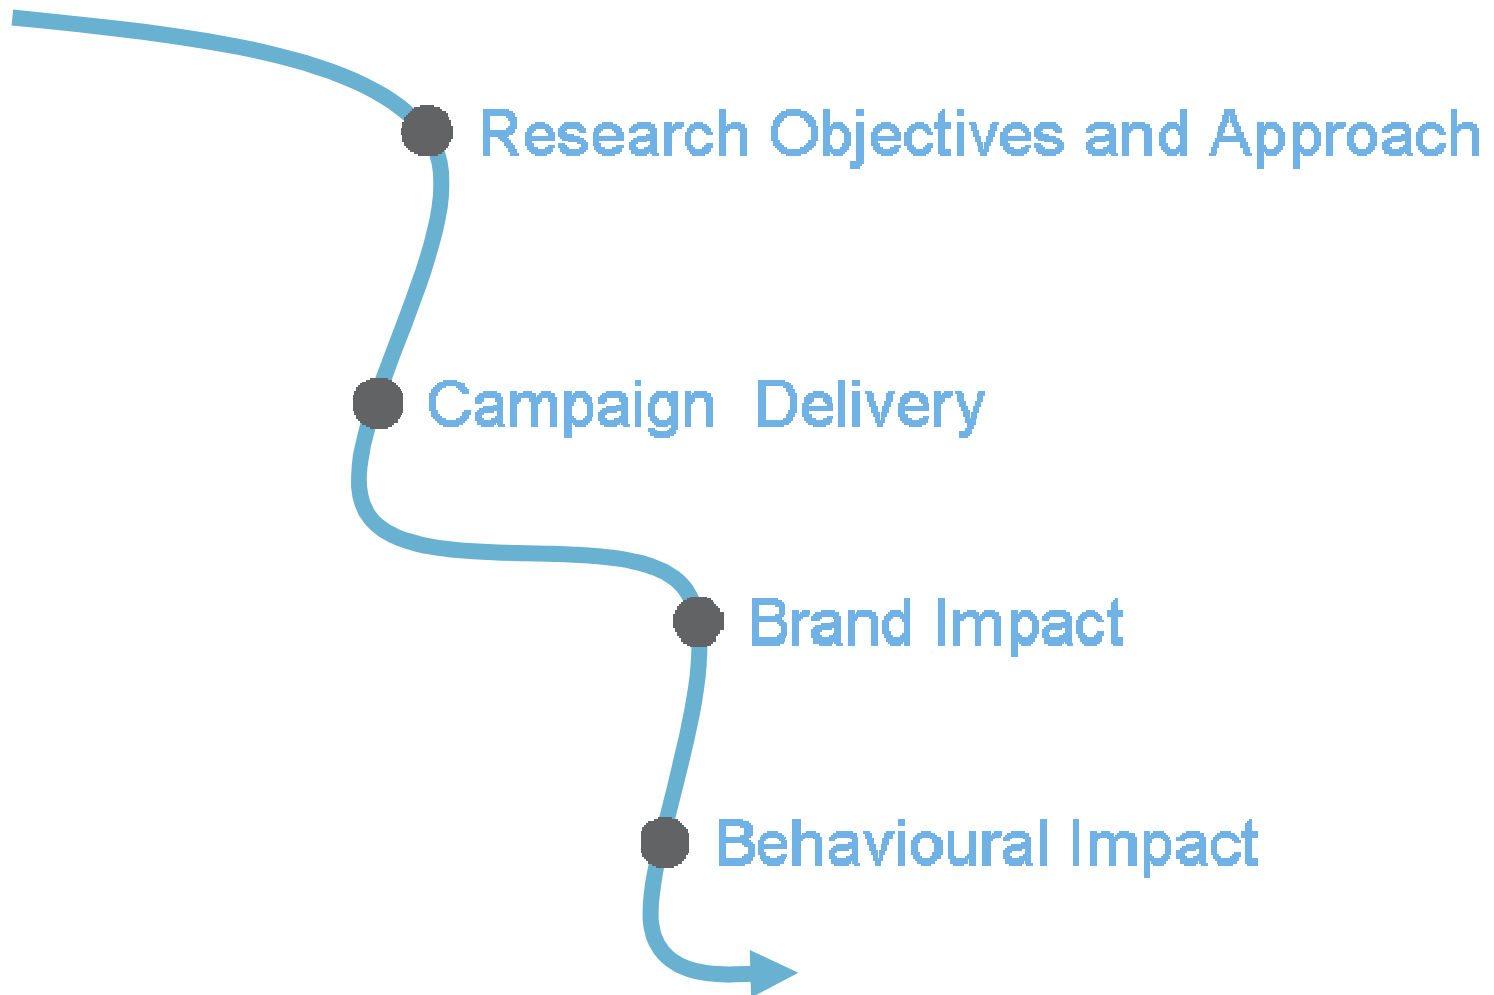 Research Objectives and Approach
Campaign Delivery
Brand Impact
Behavioural Impact